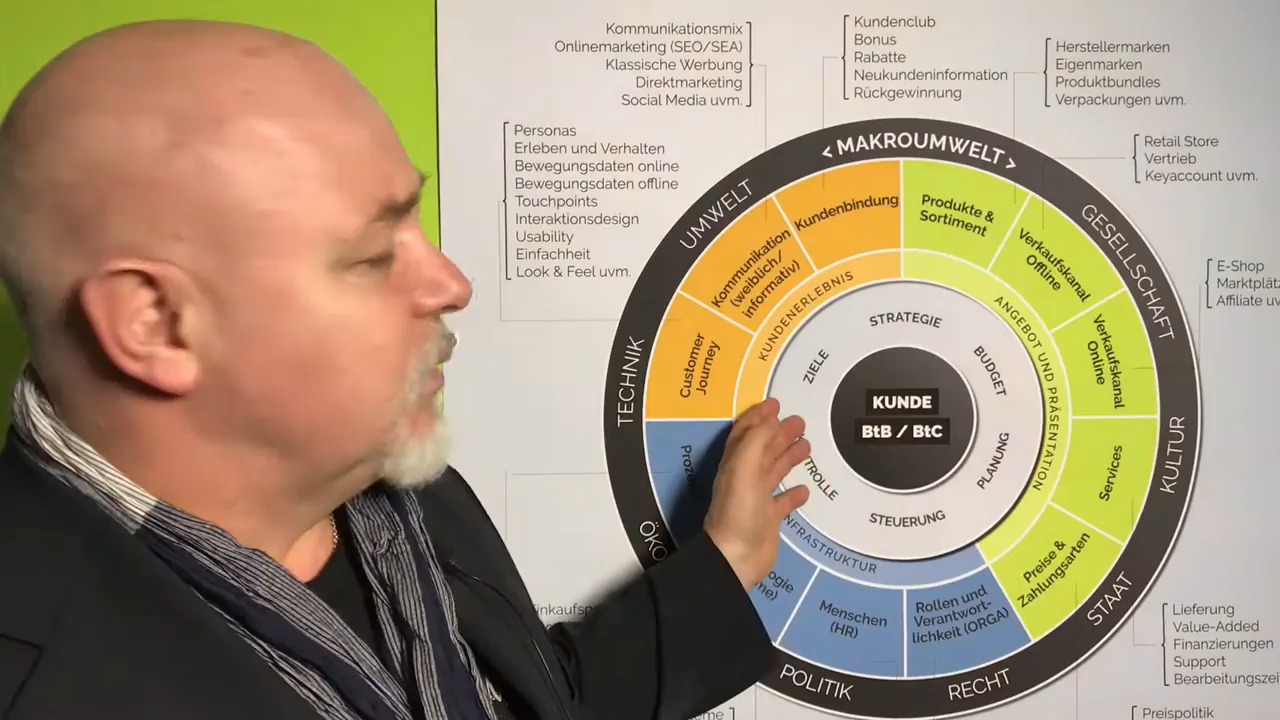 Kommunikationsmix
Onlinemarketing (SEO/SEA)
Klassische Werbung
Direktmarketing
Social Media uvm.
Kundenclub
Bonus
Rabatte
Neukundeninformation
Rückgewinnung
Herstellermarken
Eigenmarken
Produktbundles
Verpackungen uvm.
Personas
Erleben und Verhalten
Bewegungsdaten online
Bewegungsdaten offline
Touchpoints
Interaktionsdesign
Usability
Einfachheit
Look & Feel uvm.
Retail Store
Vertrieb
Keyaccount uvm.
E-Shop
Affiliate
< MAKROUMWELT >
UMWELT
GESELLSCHAFT
TECHNIK
KULTUR
STAAT
POLITIK
RECHT
Kundenbindung
Produkte &
Sortiment
Kommunikation
(weiblich/
informativ)
Verkaufskanal
Offline
Customer
Journey
Verkaufskanal
Online
Services
Preise &
Zahlungsarten
Menschen
(HR)
Rollen und
Verantwort-
lichkeit (ORGA)
KUNDENERLEBNIS
ANGEBOT UND PRÄSENTATION
STRATEGIE
ZIELE
BUDGET
PLANUNG
STEUERUNG
KUNDE
BtB / BtC
Lieferung
Value-Added
Finanzierungen
Support
Preispolitik